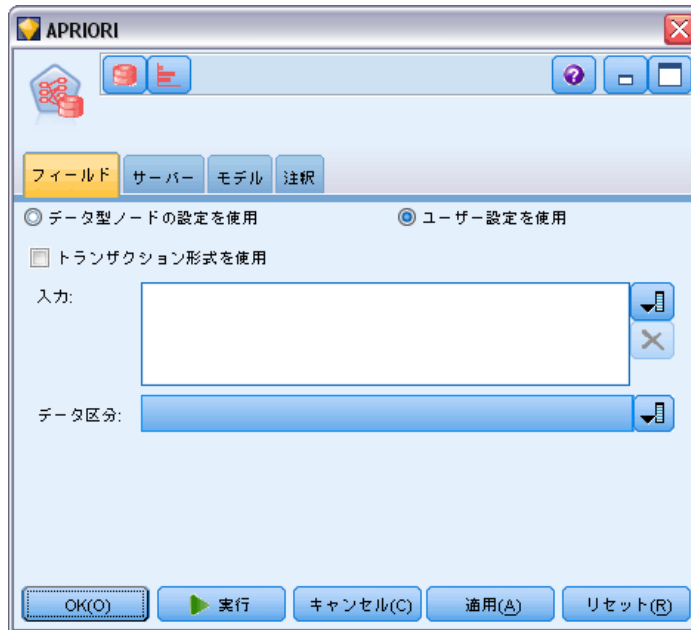 APRIORI
フィールド サーバー モデル 注釈
データ型ノードの設定を使用 ユーザー設定を使用
トランザクション形式を使用
入力:
データ区分:
OK(O) 実行 キャンセル(C) 適用(A) リセット(R)